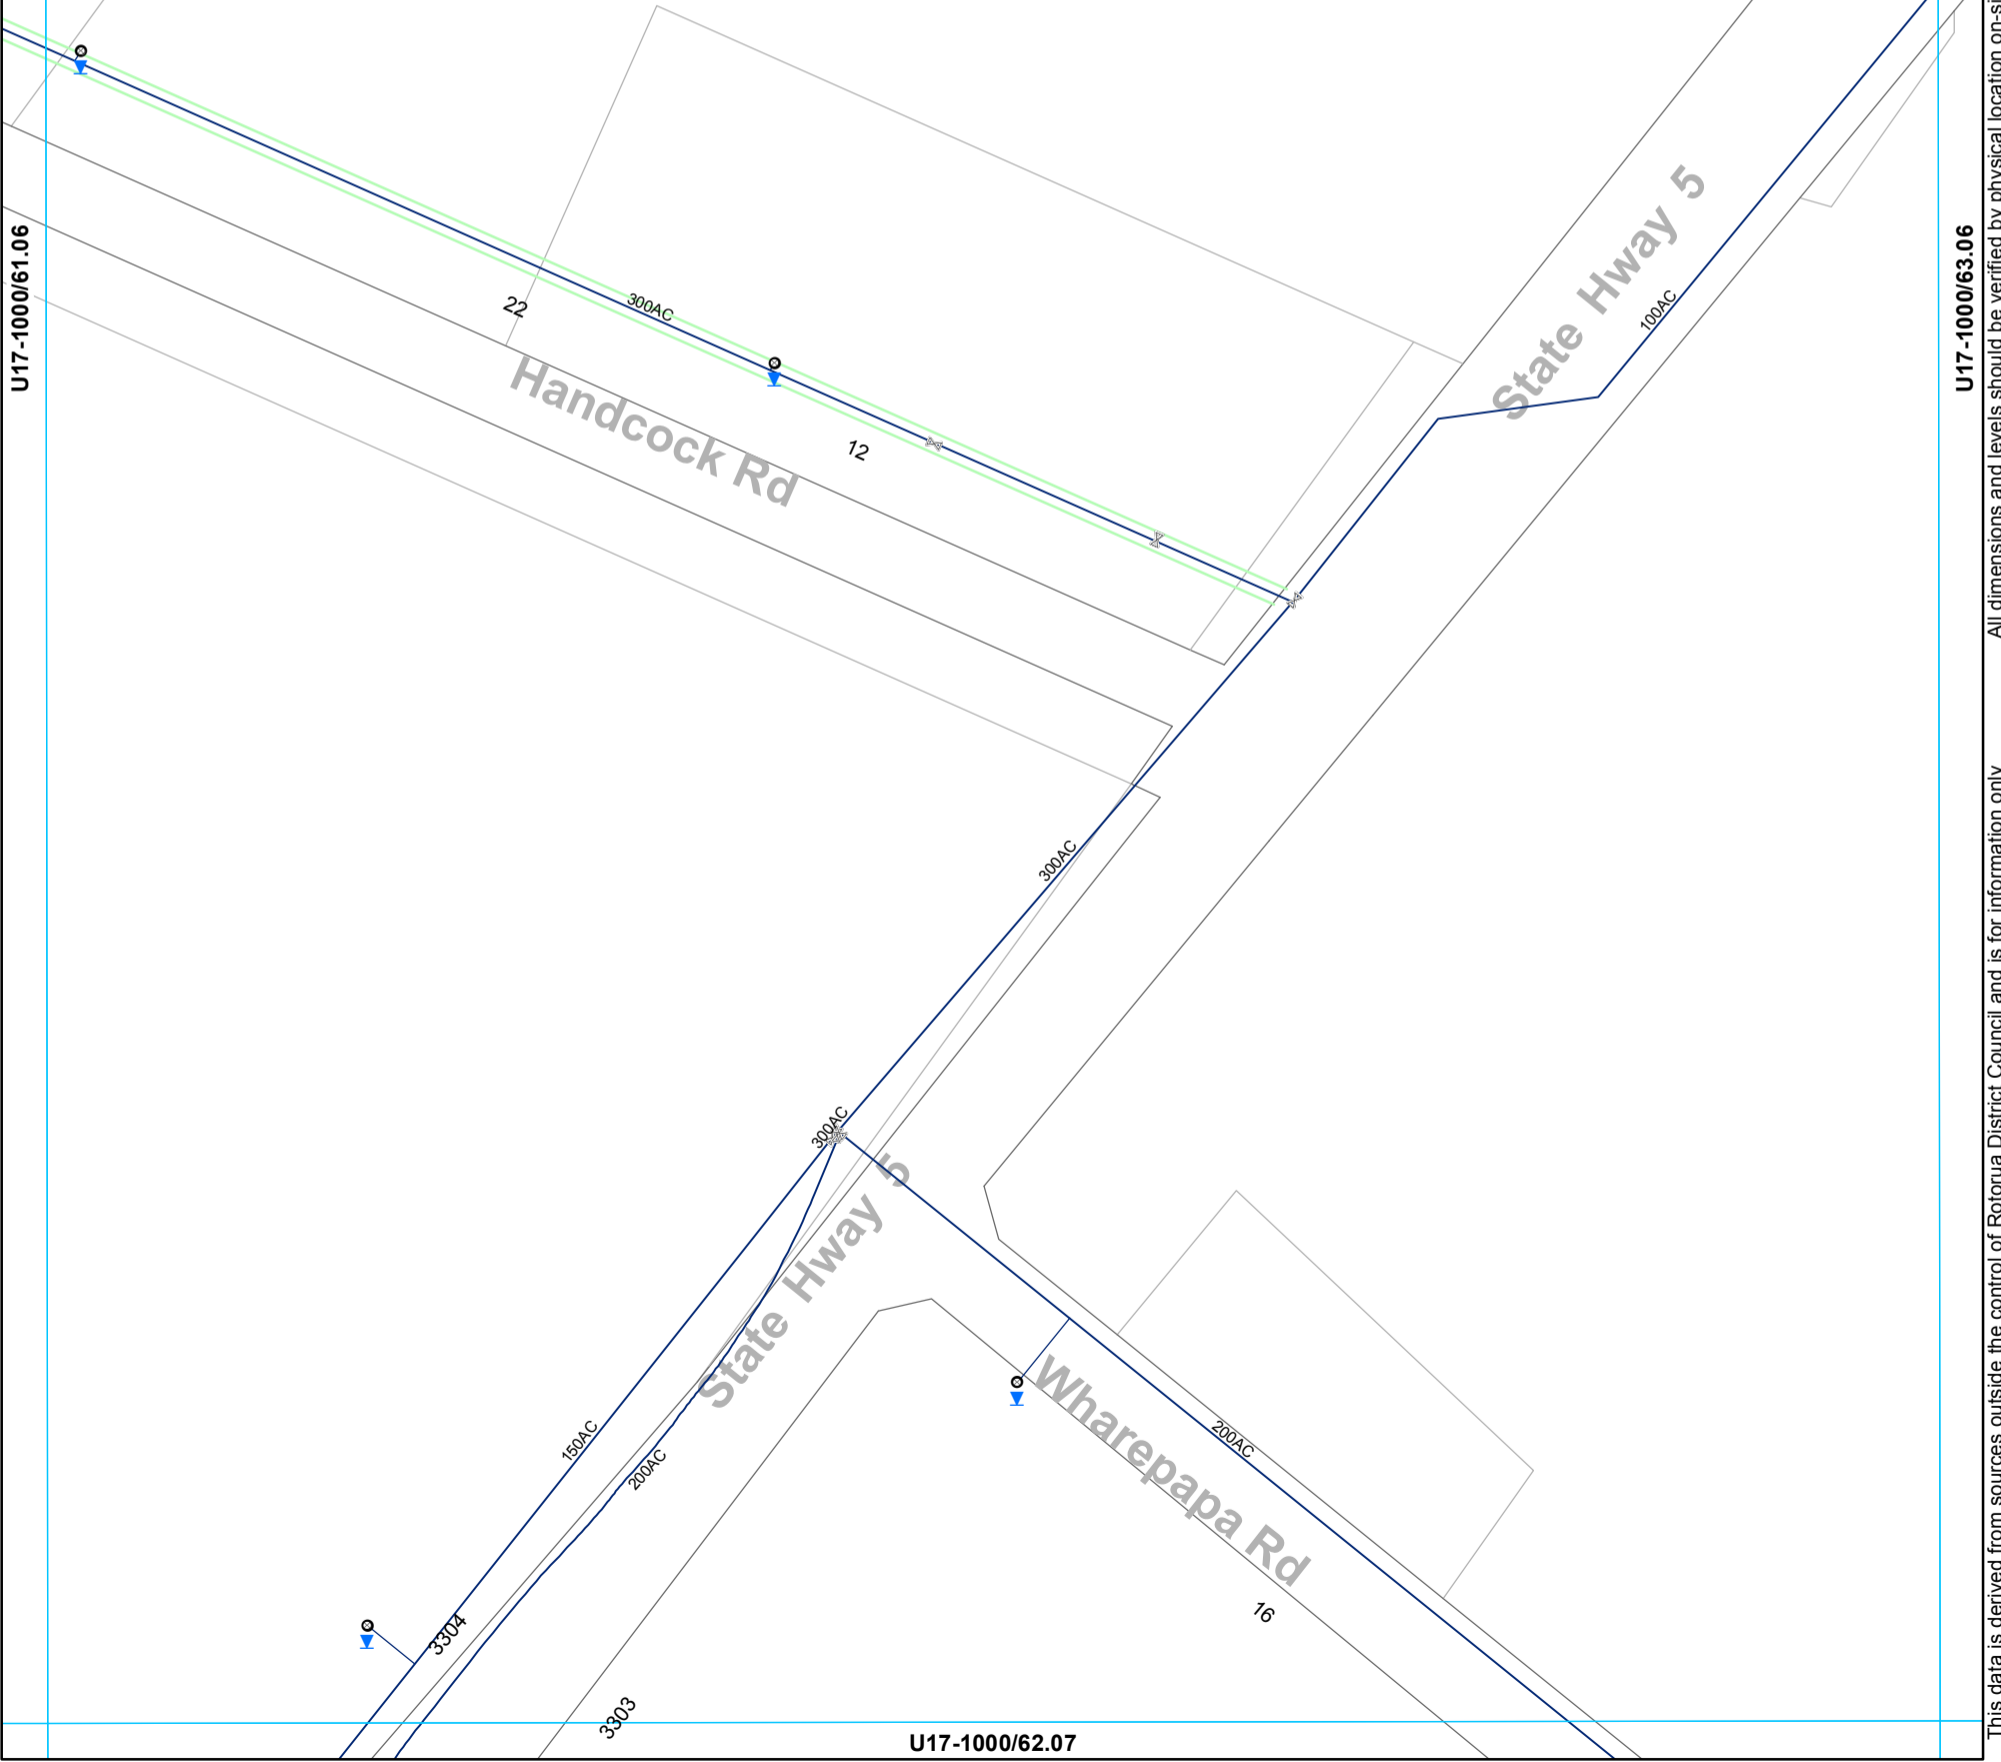 U17-1000/61.06
22
300AC
Handcock Rd
12
State Hway 5
100AC
U17-1000/63.06
300AC
300AC
State Hway 5
150AC
200AC
Wharepapa Rd
200AC
16
3304
3303
U17-1000/62.07
All dimensions and levels should be verified by physical location on-si
This data is derived from sources outside the control of Rotorua District Council and is for information only